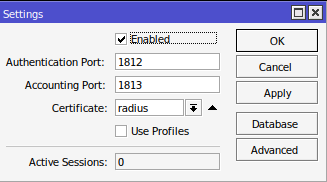 Settings
Enabled
OK
Authentication Port: 1812
Cancel
Accounting Port: 1813
Apply
Certificate: radius
Use Profiles
Database
Advanced
Active Sessions: 0